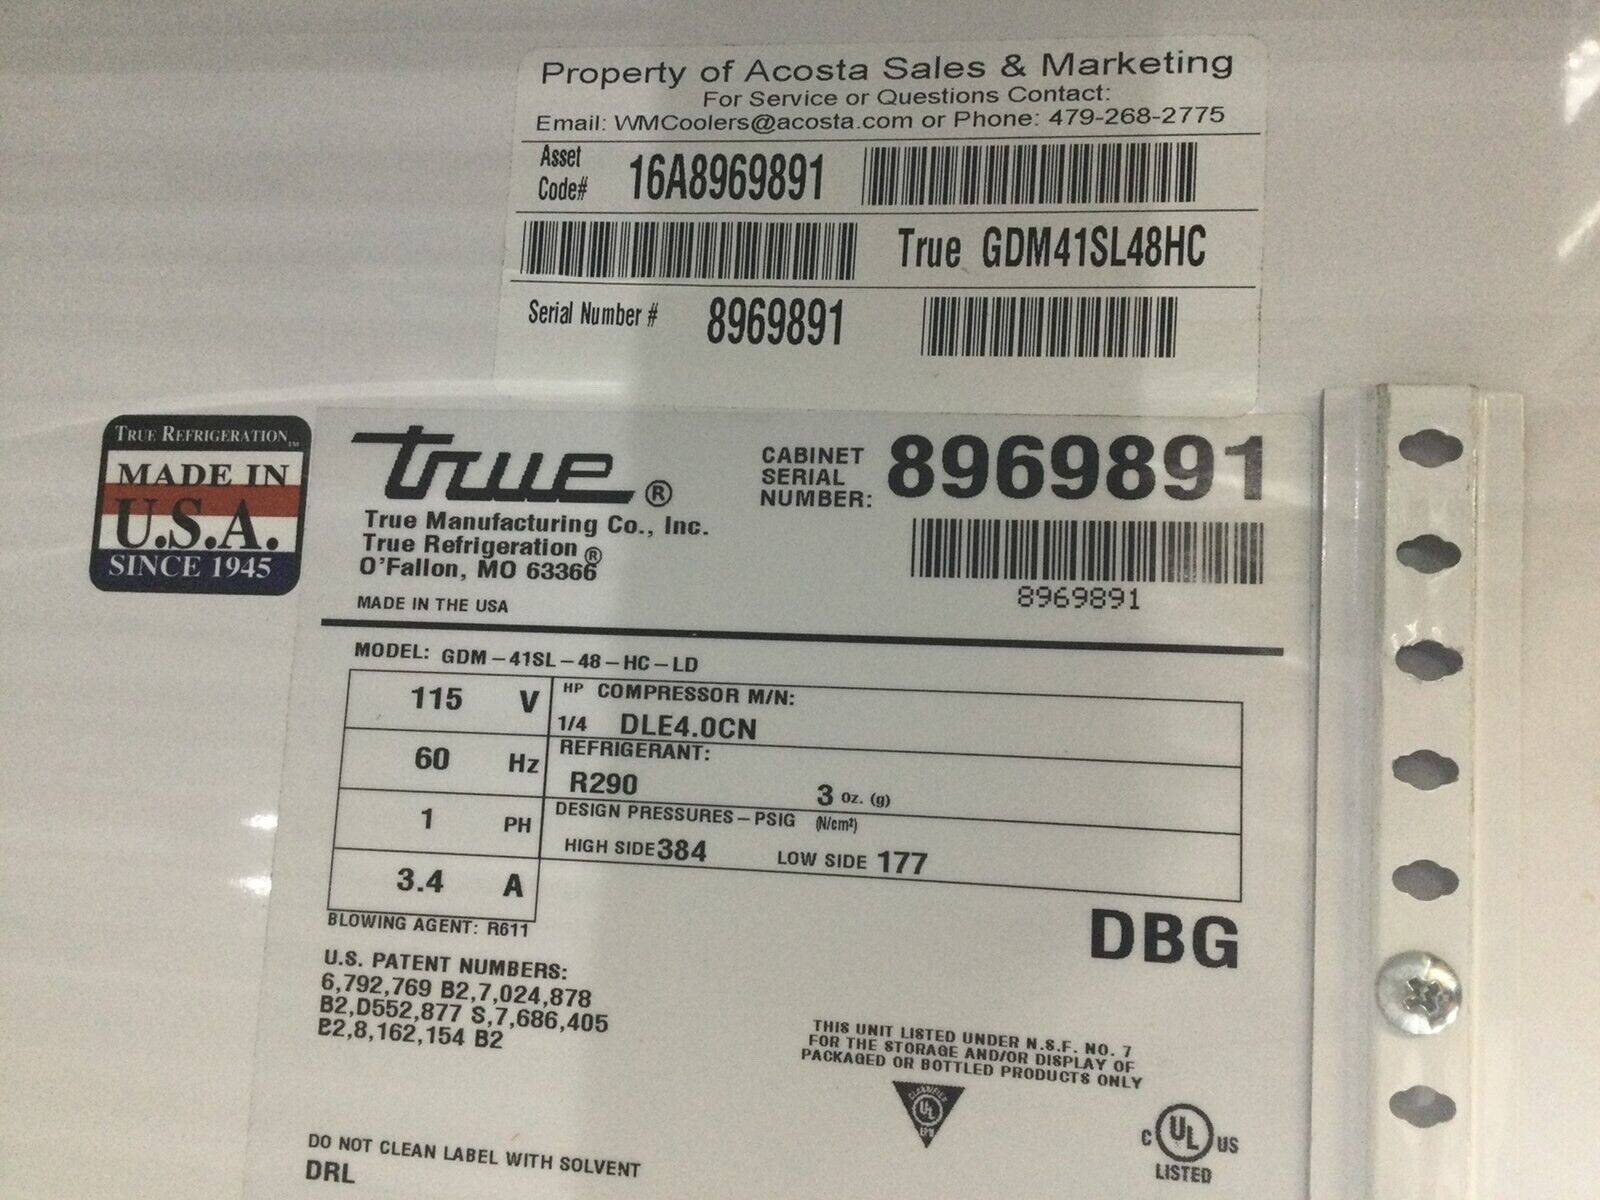 Property of Acosta Sales & Marketing
For Service or Questions Contact:
Email: WMCoolers@acosta.com or Phone: 479-268-2775
Asset Code# 16A8969891
True GDM41SL48HC
Serial Number # 8969891
TRUE REFRIGERATION™
MADE IN
U.S.A.
SINCE 1945
true®
True Manufacturing Co., Inc.
True Refrigeration®
O'Fallon, MO 63366
MADE IN THE USA
CABINET
SERIAL
NUMBER: 8969891
8969891
MODEL: GDM-41SL-48-HC-LD
115 V
60 Hz
1 PH
3.4 A
HP COMPRESSOR M/N:
1/4 DLE4.0CN
REFRIGERANT:
R290 3 oz. (g)
DESIGN PRESSURES-PSIG (N/cm²)
HIGH SIDE 384 LOW SIDE 177
BLOWING AGENT: R611
DBG
U.S. PATENT NUMBERS:
6,792,769 B2,7,024,878
B2,D552,877 S,7,686,405
B2,8,162,154 B2
THIS UNIT LISTED UNDER N.S.F. NO. 7
FOR THE STORAGE AND/OR DISPLAY OF
PACKAGED OR BOTTLED PRODUCTS ONLY
CLASSIFIED
UL
EPH
C UL US
LISTED
DO NOT CLEAN LABEL WITH SOLVENT
DRL